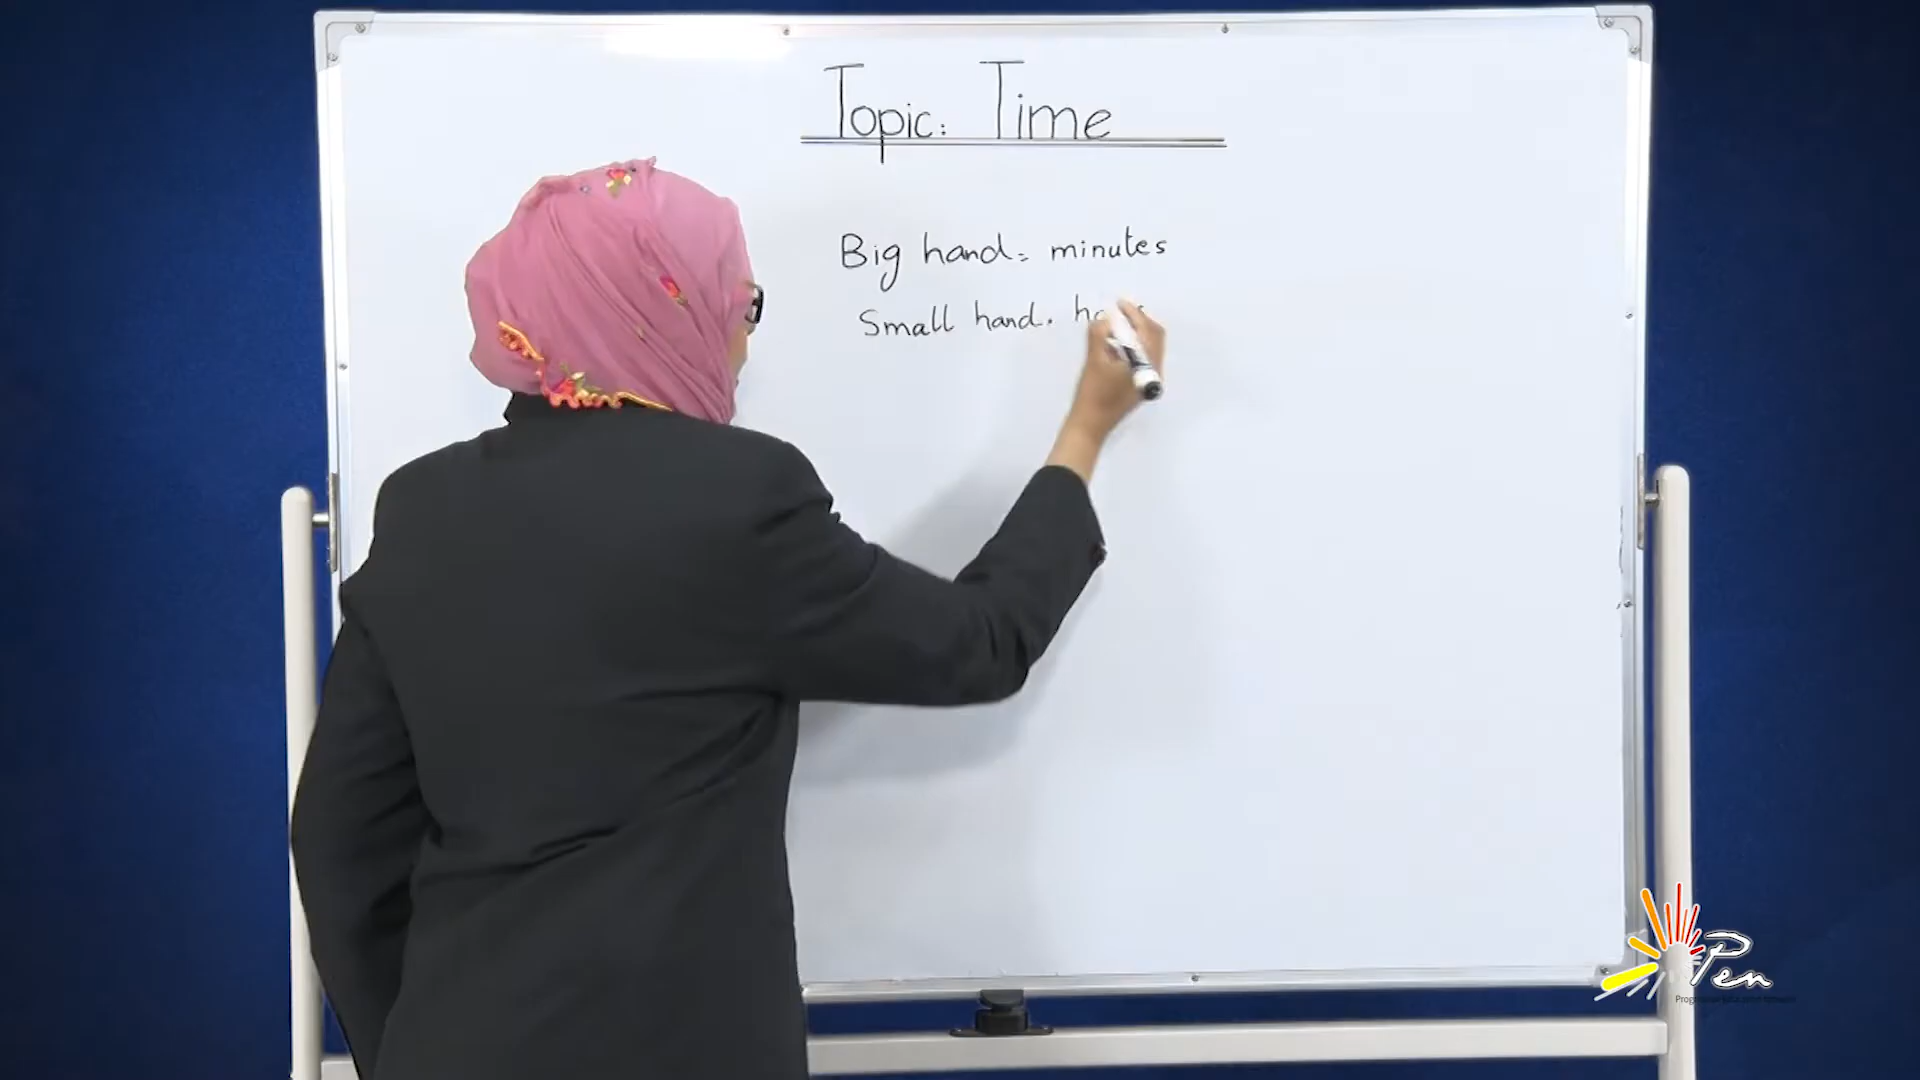 Topic: Time
Big hand = minutes
Small hand.
Pen